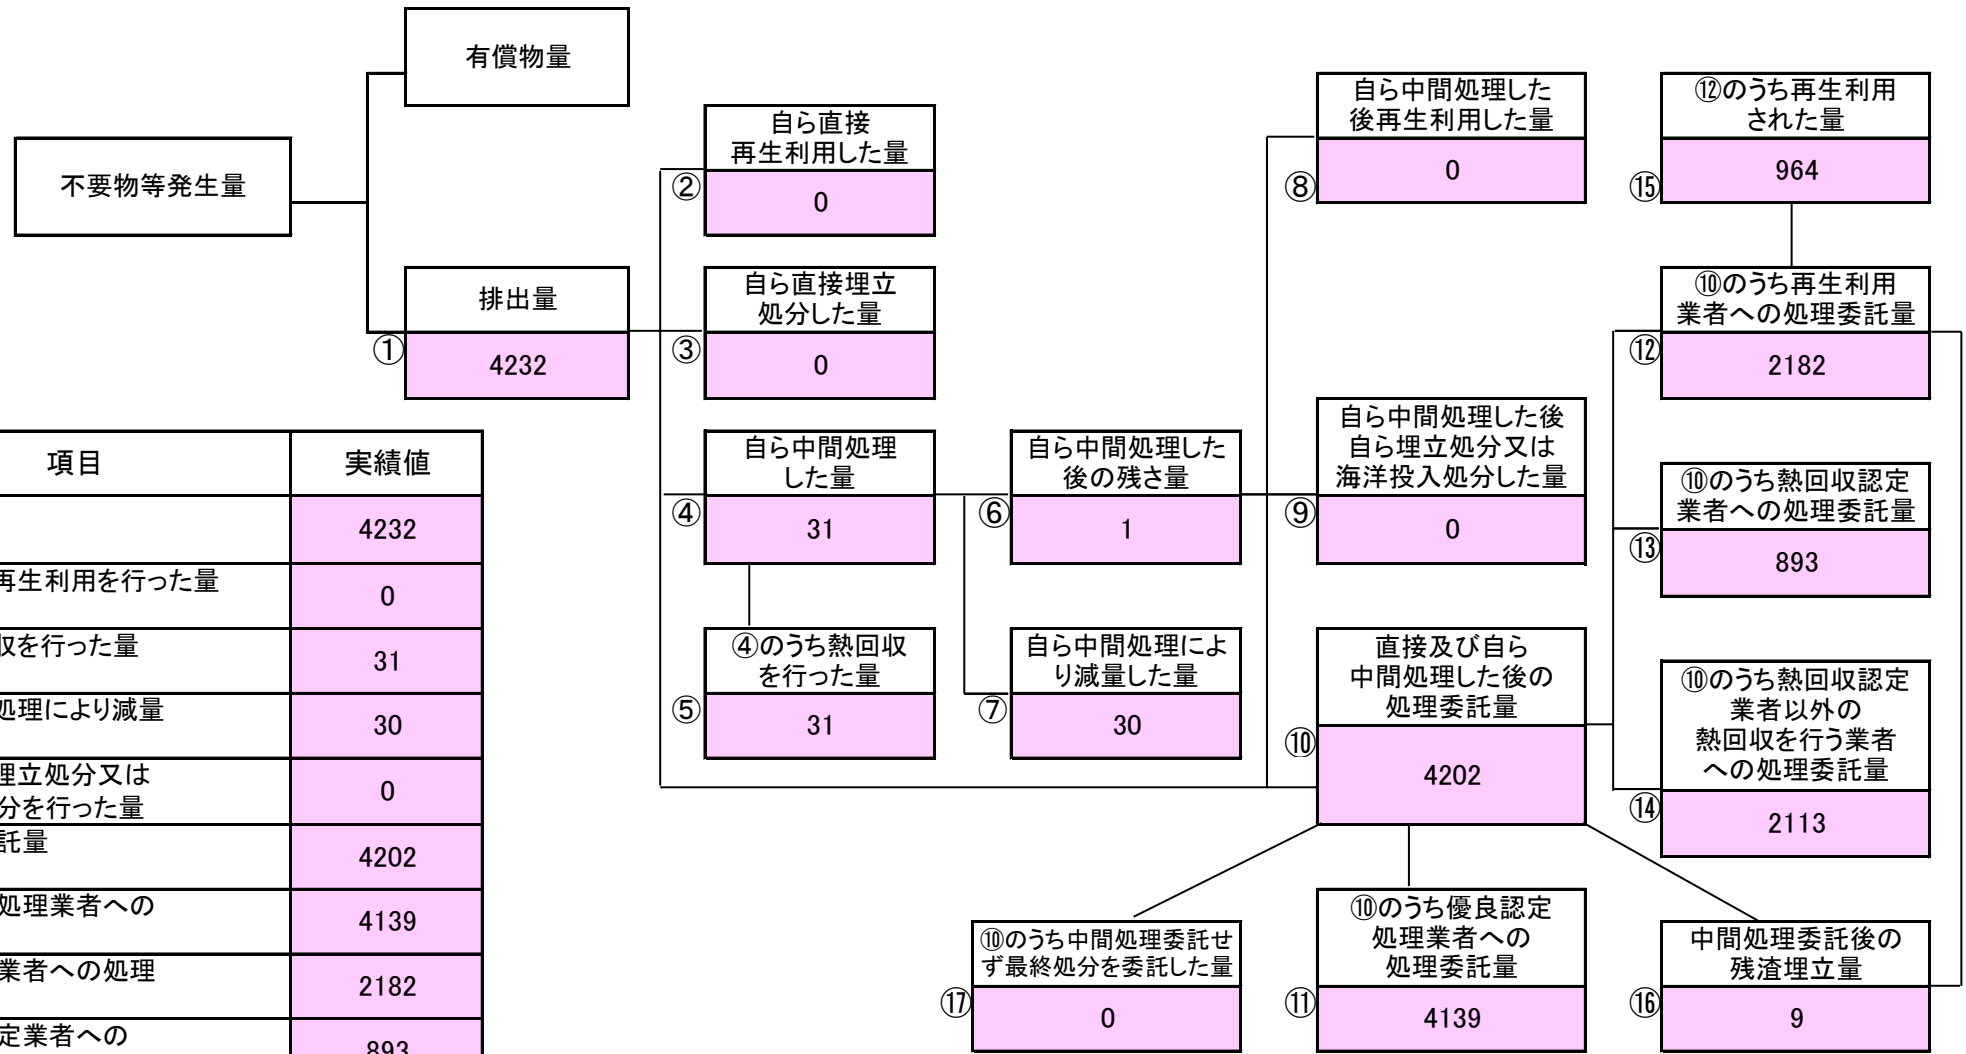 有償物量
不要物等発生量
排出量
①
4232
自ら直接
再生利用した量
②
0
自ら直接埋立
処分した量
③
0
自ら中間処理
した量
④
31
④のうち熱回収
を行った量
⑤
31
自ら中間処理した
後の残さ量
⑥
1
自ら中間処理によ
り減量した量
⑦
30
自ら中間処理した
後再生利用した量
⑧
0
自ら中間処理した後
自ら埋立処分又は
海洋投入処分した量
⑨
0
直接及び自ら
中間処理した後の
処理委託量
⑩
4202
⑫のうち再生利用
された量
⑮
964
⑩のうち再生利用
業者への処理委託量
⑫
2182
⑩のうち熱回収認定
業者への処理委託量
⑬
893
⑩のうち熱回収認定
業者以外の
熱回収を行う業者
への処理委託量
⑭
2113
⑩のうち中間処理委託せ
ず最終処分を委託した量
⑰
0
⑩のうち優良認定
処理業者への
処理委託量
⑪
4139
中間処理委託後の
残渣埋立量
⑯
9
項目
実績値
4232
再生利用を行った量
0
収を行った量
31
処理により減量
30
埋立処分又は
分を行った量
0
託量
4202
処理業者への
4139
業者への処理
2182
定業者への
893